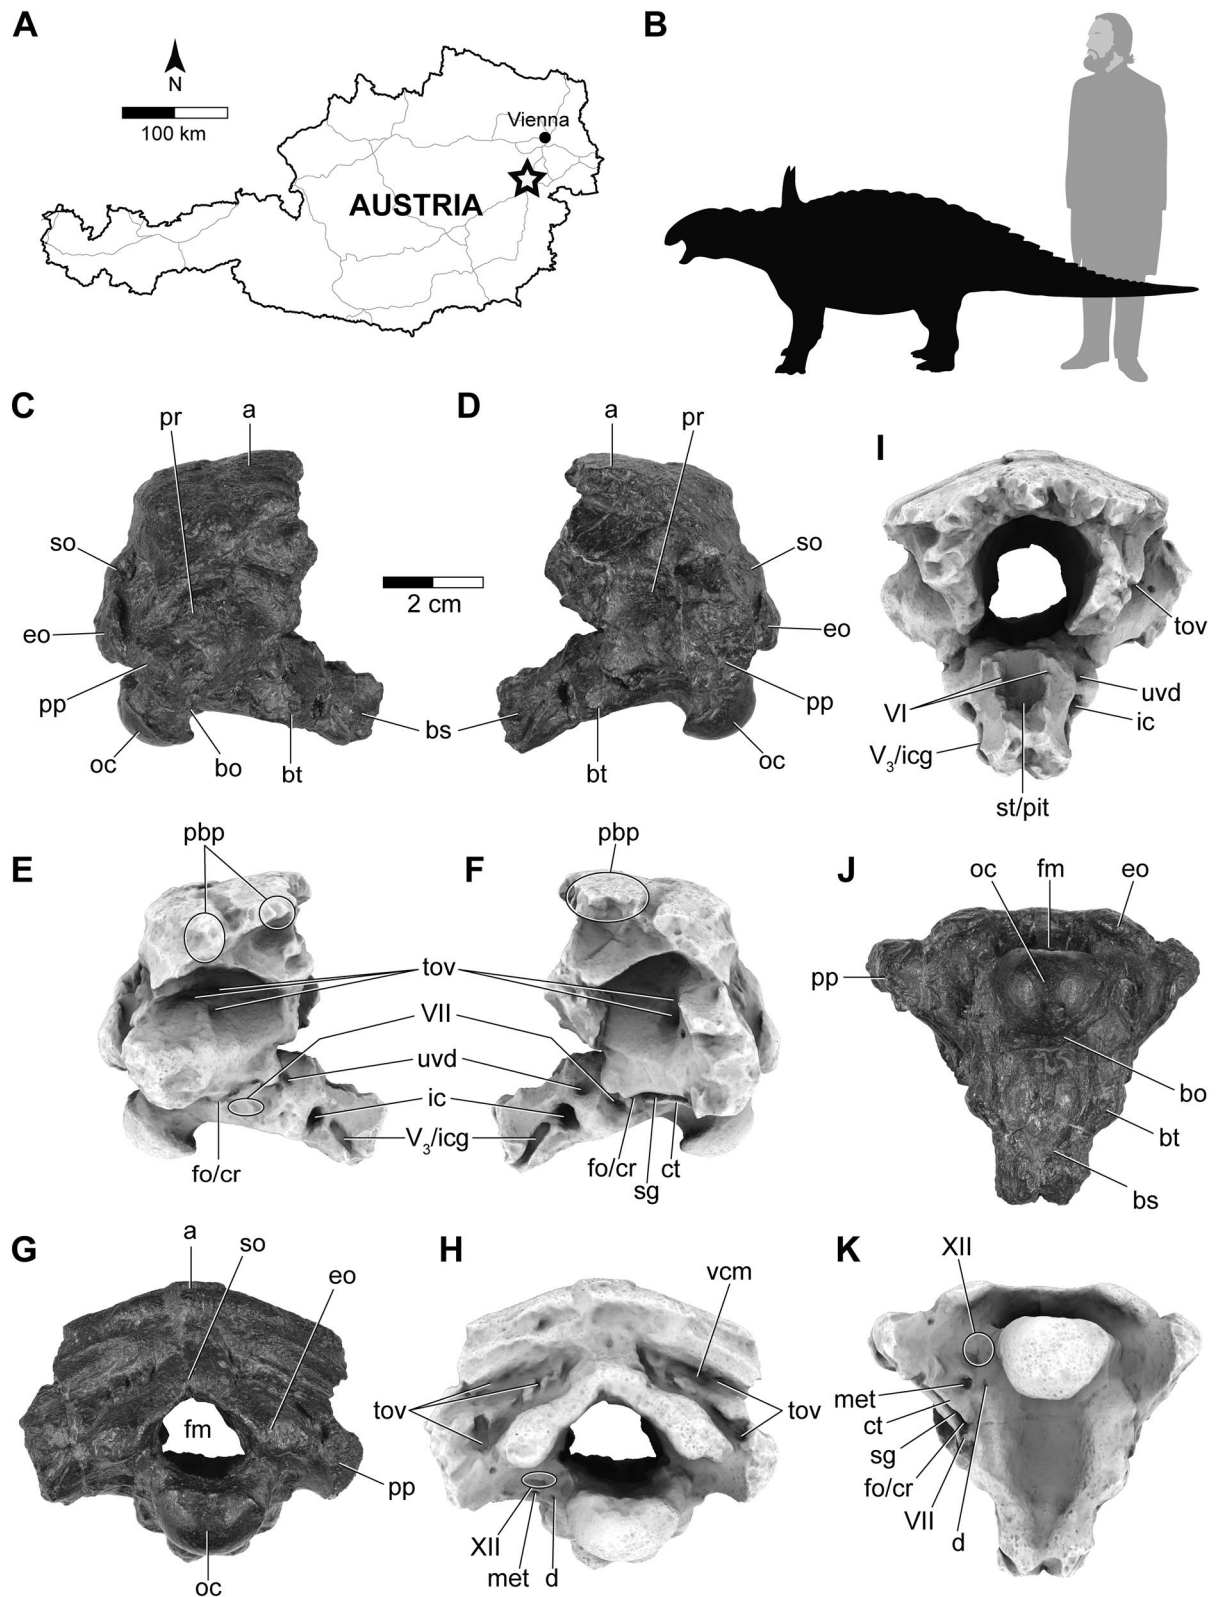 A
N
100 km
Vienna
AUSTRIA
B
C
pr
a
so
eo
pp
oc
bo
bt
bs
2 cm
D
a
pr
so
eo
pp
oc
bt
I
tov
uvd
ic
VI
V₃/icg
st/pit
E
pbp
F
pbp
tov
VII
uvd
ic
V₃/icg
fo/cr
fo/cr
sg
ct
J
oc
fm
eo
pp
bo
bt
bs
G
a
so
eo
fm
pp
oc
H
vcm
tov
tov
XII
met
d
K
XII
met
ct
sg
fo/cr
VII
d